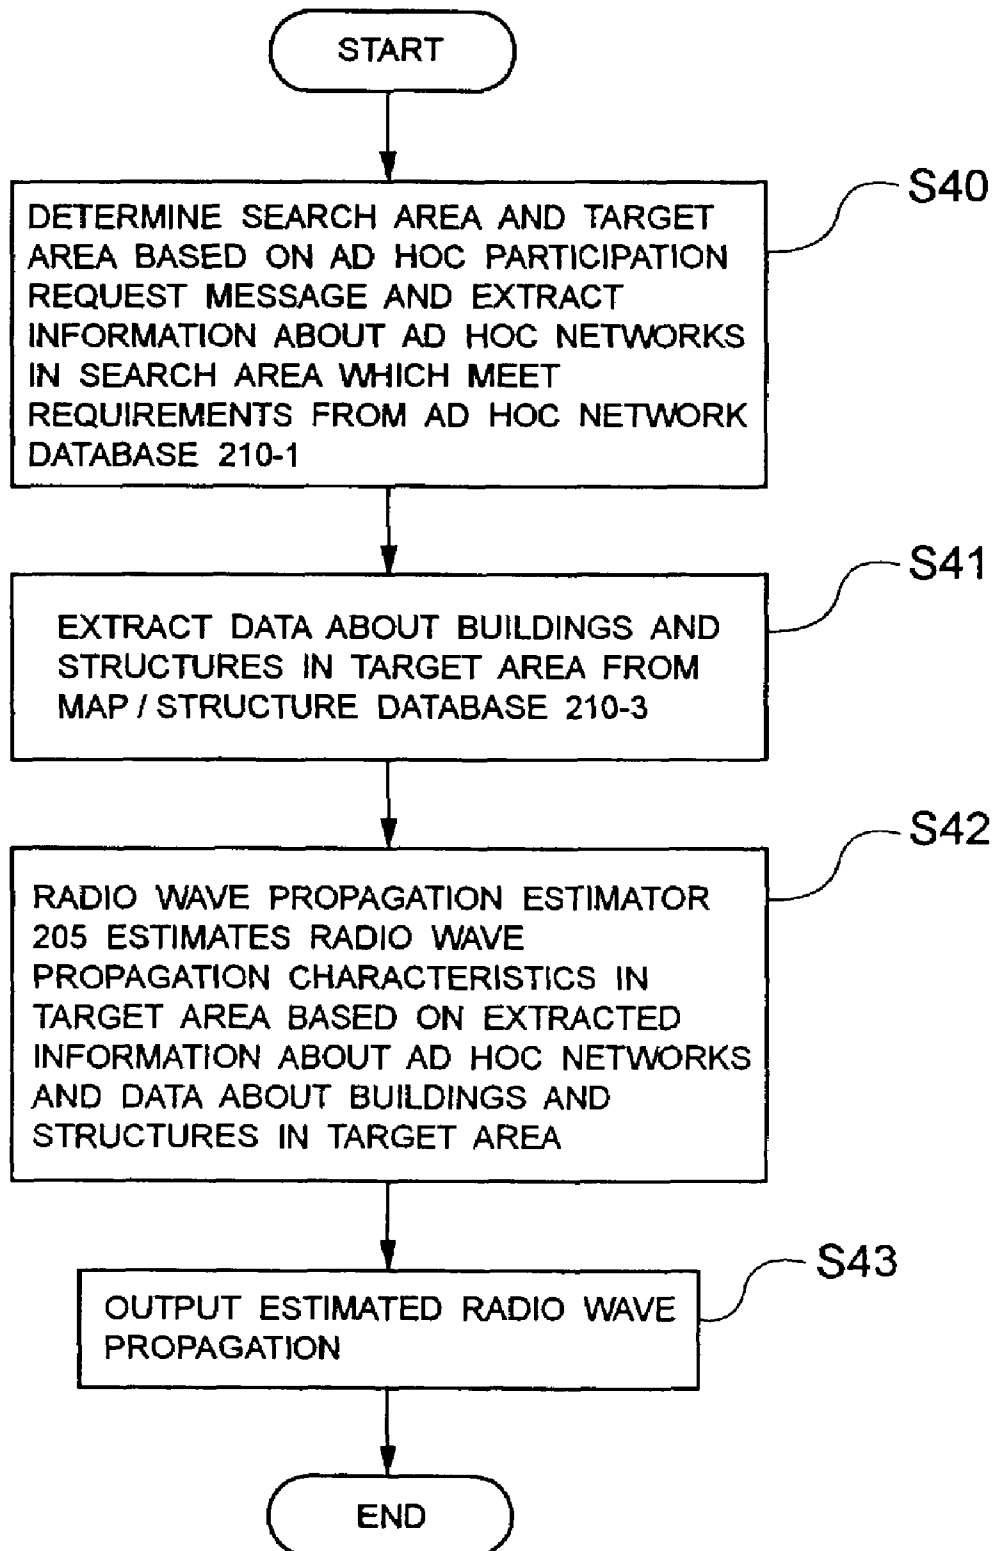 START
S40
DETERMINE SEARCH AREA AND TARGET
AREA BASED ON AD HOC PARTICIPATION
REQUEST MESSAGE AND EXTRACT
INFORMATION ABOUT AD HOC NETWORKS
IN SEARCH AREA WHICH MEET
REQUIREMENTS FROM AD HOC NETWORK
DATABASE 210-1
S41
EXTRACT DATA ABOUT BUILDINGS AND
STRUCTURES IN TARGET AREA FROM
MAP / STRUCTURE DATABASE 210-3
S42
RADIO WAVE PROPAGATION ESTIMATOR
205 ESTIMATES RADIO WAVE
PROPAGATION CHARACTERISTICS IN
TARGET AREA BASED ON EXTRACTED
INFORMATION ABOUT AD HOC NETWORKS
AND DATA ABOUT BUILDINGS AND
STRUCTURES IN TARGET AREA
S43
OUTPUT ESTIMATED RADIO WAVE
PROPAGATION
END